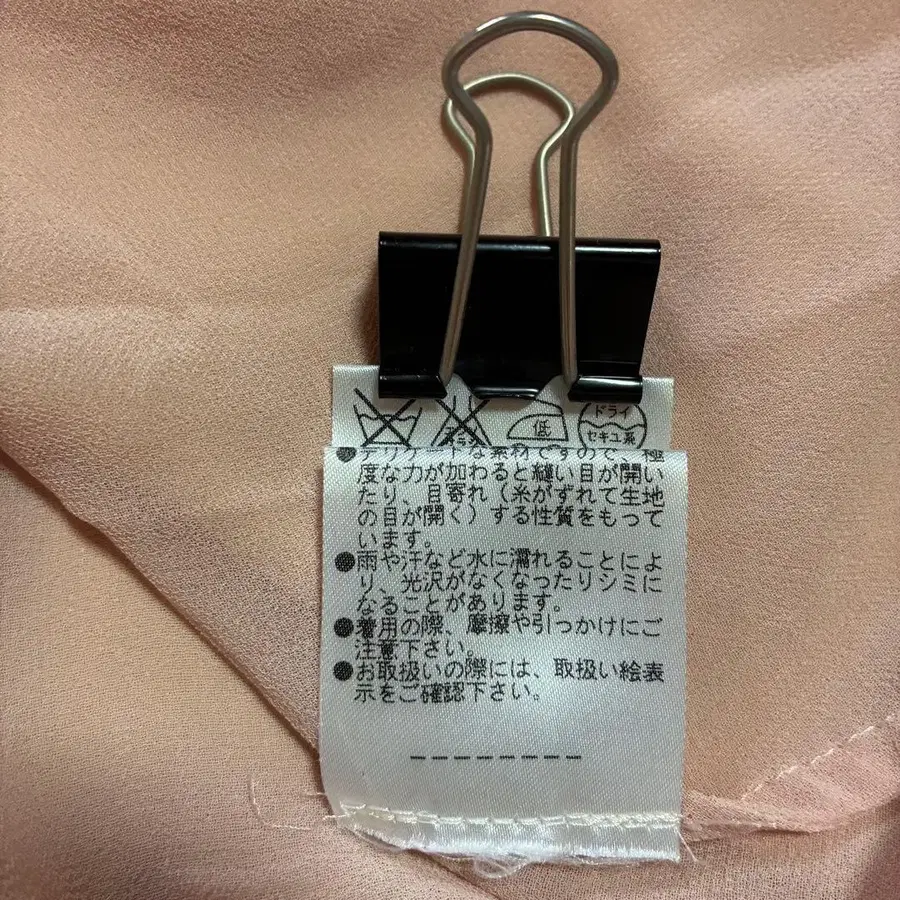 低
ドライ
セキユ系
●デリケートな素材ですので、極
度な力が加わると縫い目が開い
たり、目寄れ（糸がずれて生地
の目が開く）する性質をもって
います。
●雨や汗など水に濡れることによ
り、光沢がなくなったりシミに
なることがあります。
●着用の際、摩擦や引っかけにご
注意下さい。
●お取扱いの際には、取扱い絵表
示をご確認下さい。